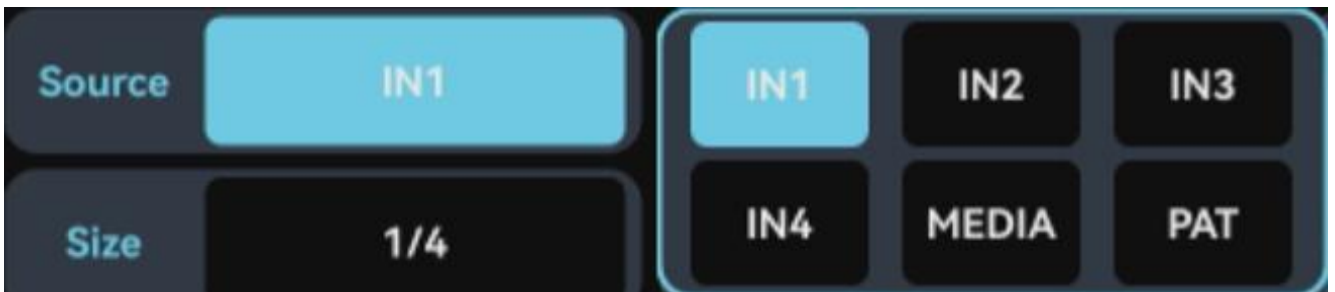 Source IN1
IN1 IN2 IN3
IN4 MEDIA PAT
Size 1/4